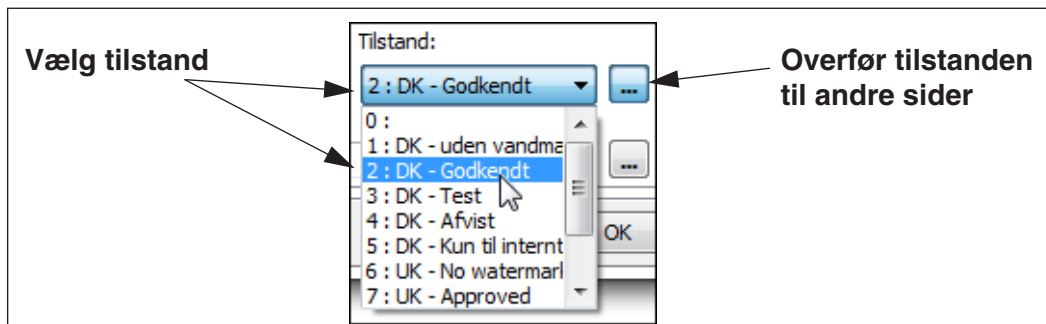 Tilstand:
Vælg tilstand
2 : DK - Godkendt
...
Overfør tilstanden
til andre sider
0 :
1 : DK - uden vandma
2 : DK - Godkendt
...
3 : DK - Test
4 : DK - Afvist
5 : DK - Kun til internt
OK
6 : UK - No watermar
7 : UK - Approved